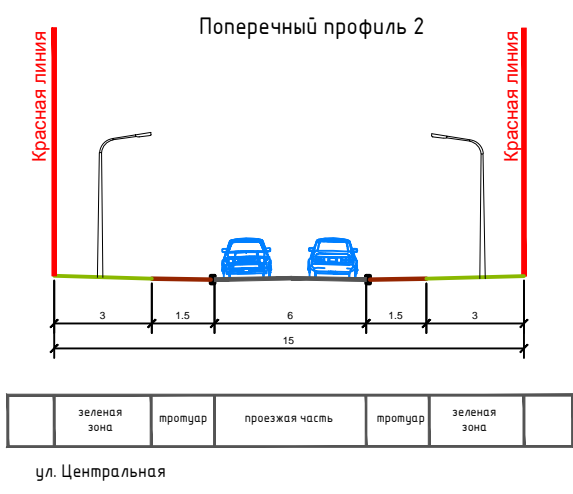 Поперечный профиль 2
Красная линия
Красная линия
3
1.5
6
1.5
3
15
зеленая
зона
тротуар
проезжая часть
тротуар
зеленая
зона
ул. Центральная